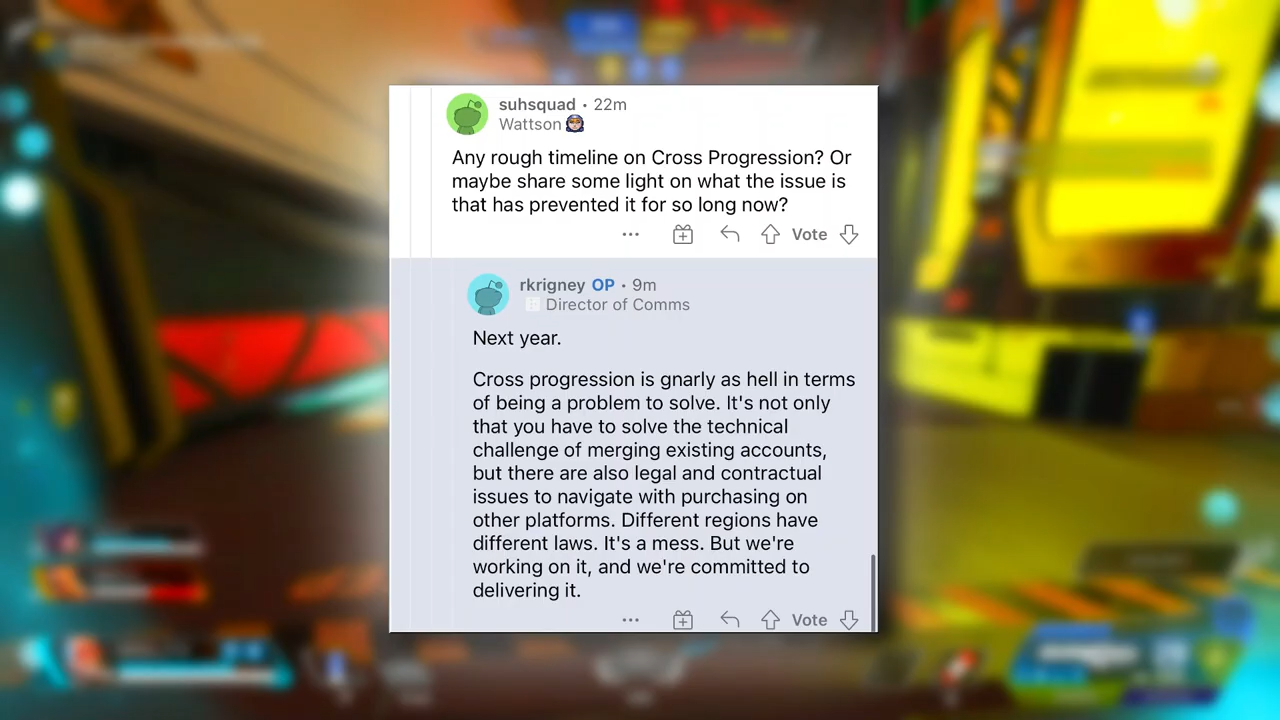 suhsquad • 22m
Wattson
Any rough timeline on Cross Progression? Or
maybe share some light on what the issue is
that has prevented it for so long now?
Vote
rkrigney OP • 9m
Director of Comms
Next year.
Cross progression is gnarly as hell in terms
of being a problem to solve. It's not only
that you have to solve the technical
challenge of merging existing accounts,
but there are also legal and contractual
issues to navigate with purchasing on
other platforms. Different regions have
different laws. It's a mess. But we're
working on it, and we're committed to
delivering it.
Vote